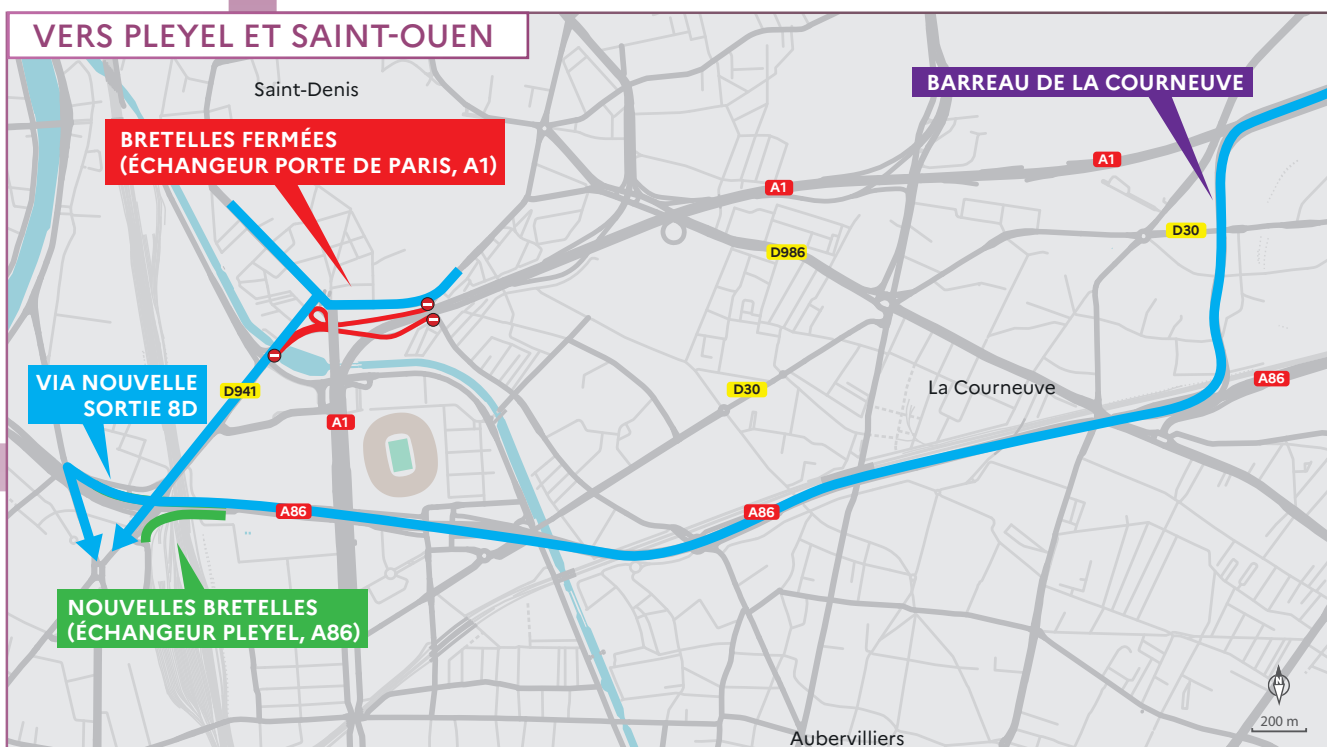 VERS PLEYEL ET SAINT-OUEN
Saint-Denis
BARREAU DE LA COURNEUVE
BRETELLES FERMÉES
(ÉCHANGEUR PORTE DE PARIS, A1)
A1
A1
D30
D986
VIA NOUVELLE
SORTIE 8D
D941
D30
La Courneuve
A86
A1
A86
A86
NOUVELLES BRETELLES
(ÉCHANGEUR PLEYEL, A86)
N
200 m
Aubervilliers